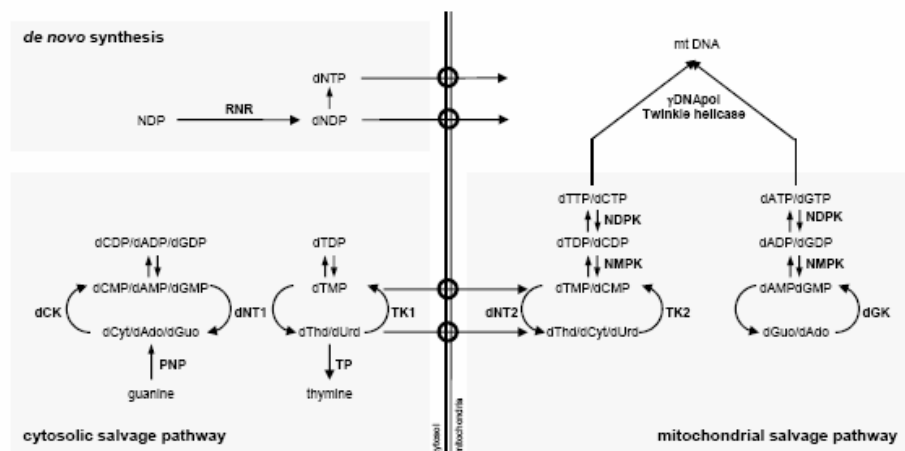 de novo synthesis
dNTP
NDP
RNR
dNDP
mt DNA
γDNApol
Twinkle helicase
dTTP/dCTP
dATP/dGTP
NDPK
NDPK
dCDP/dADP/dGDP
dTDP
dTDP/dCDP
dADP/dGDP
NMPK
NMPK
dCMP/dAMP/dGMP
dTMP
dTMP/dCMP
dAMPdGMP
dCK
dNT1
TK1
dNT2
TK2
dGK
dCyt/dAdo/dGuo
dThd/dUrd
dThd/dCyt/dUrd
dGuo/dAdo
PNP
TP
guanine
thymine
cytosol
mitochondria
cytosolic salvage pathway
mitochondrial salvage pathway